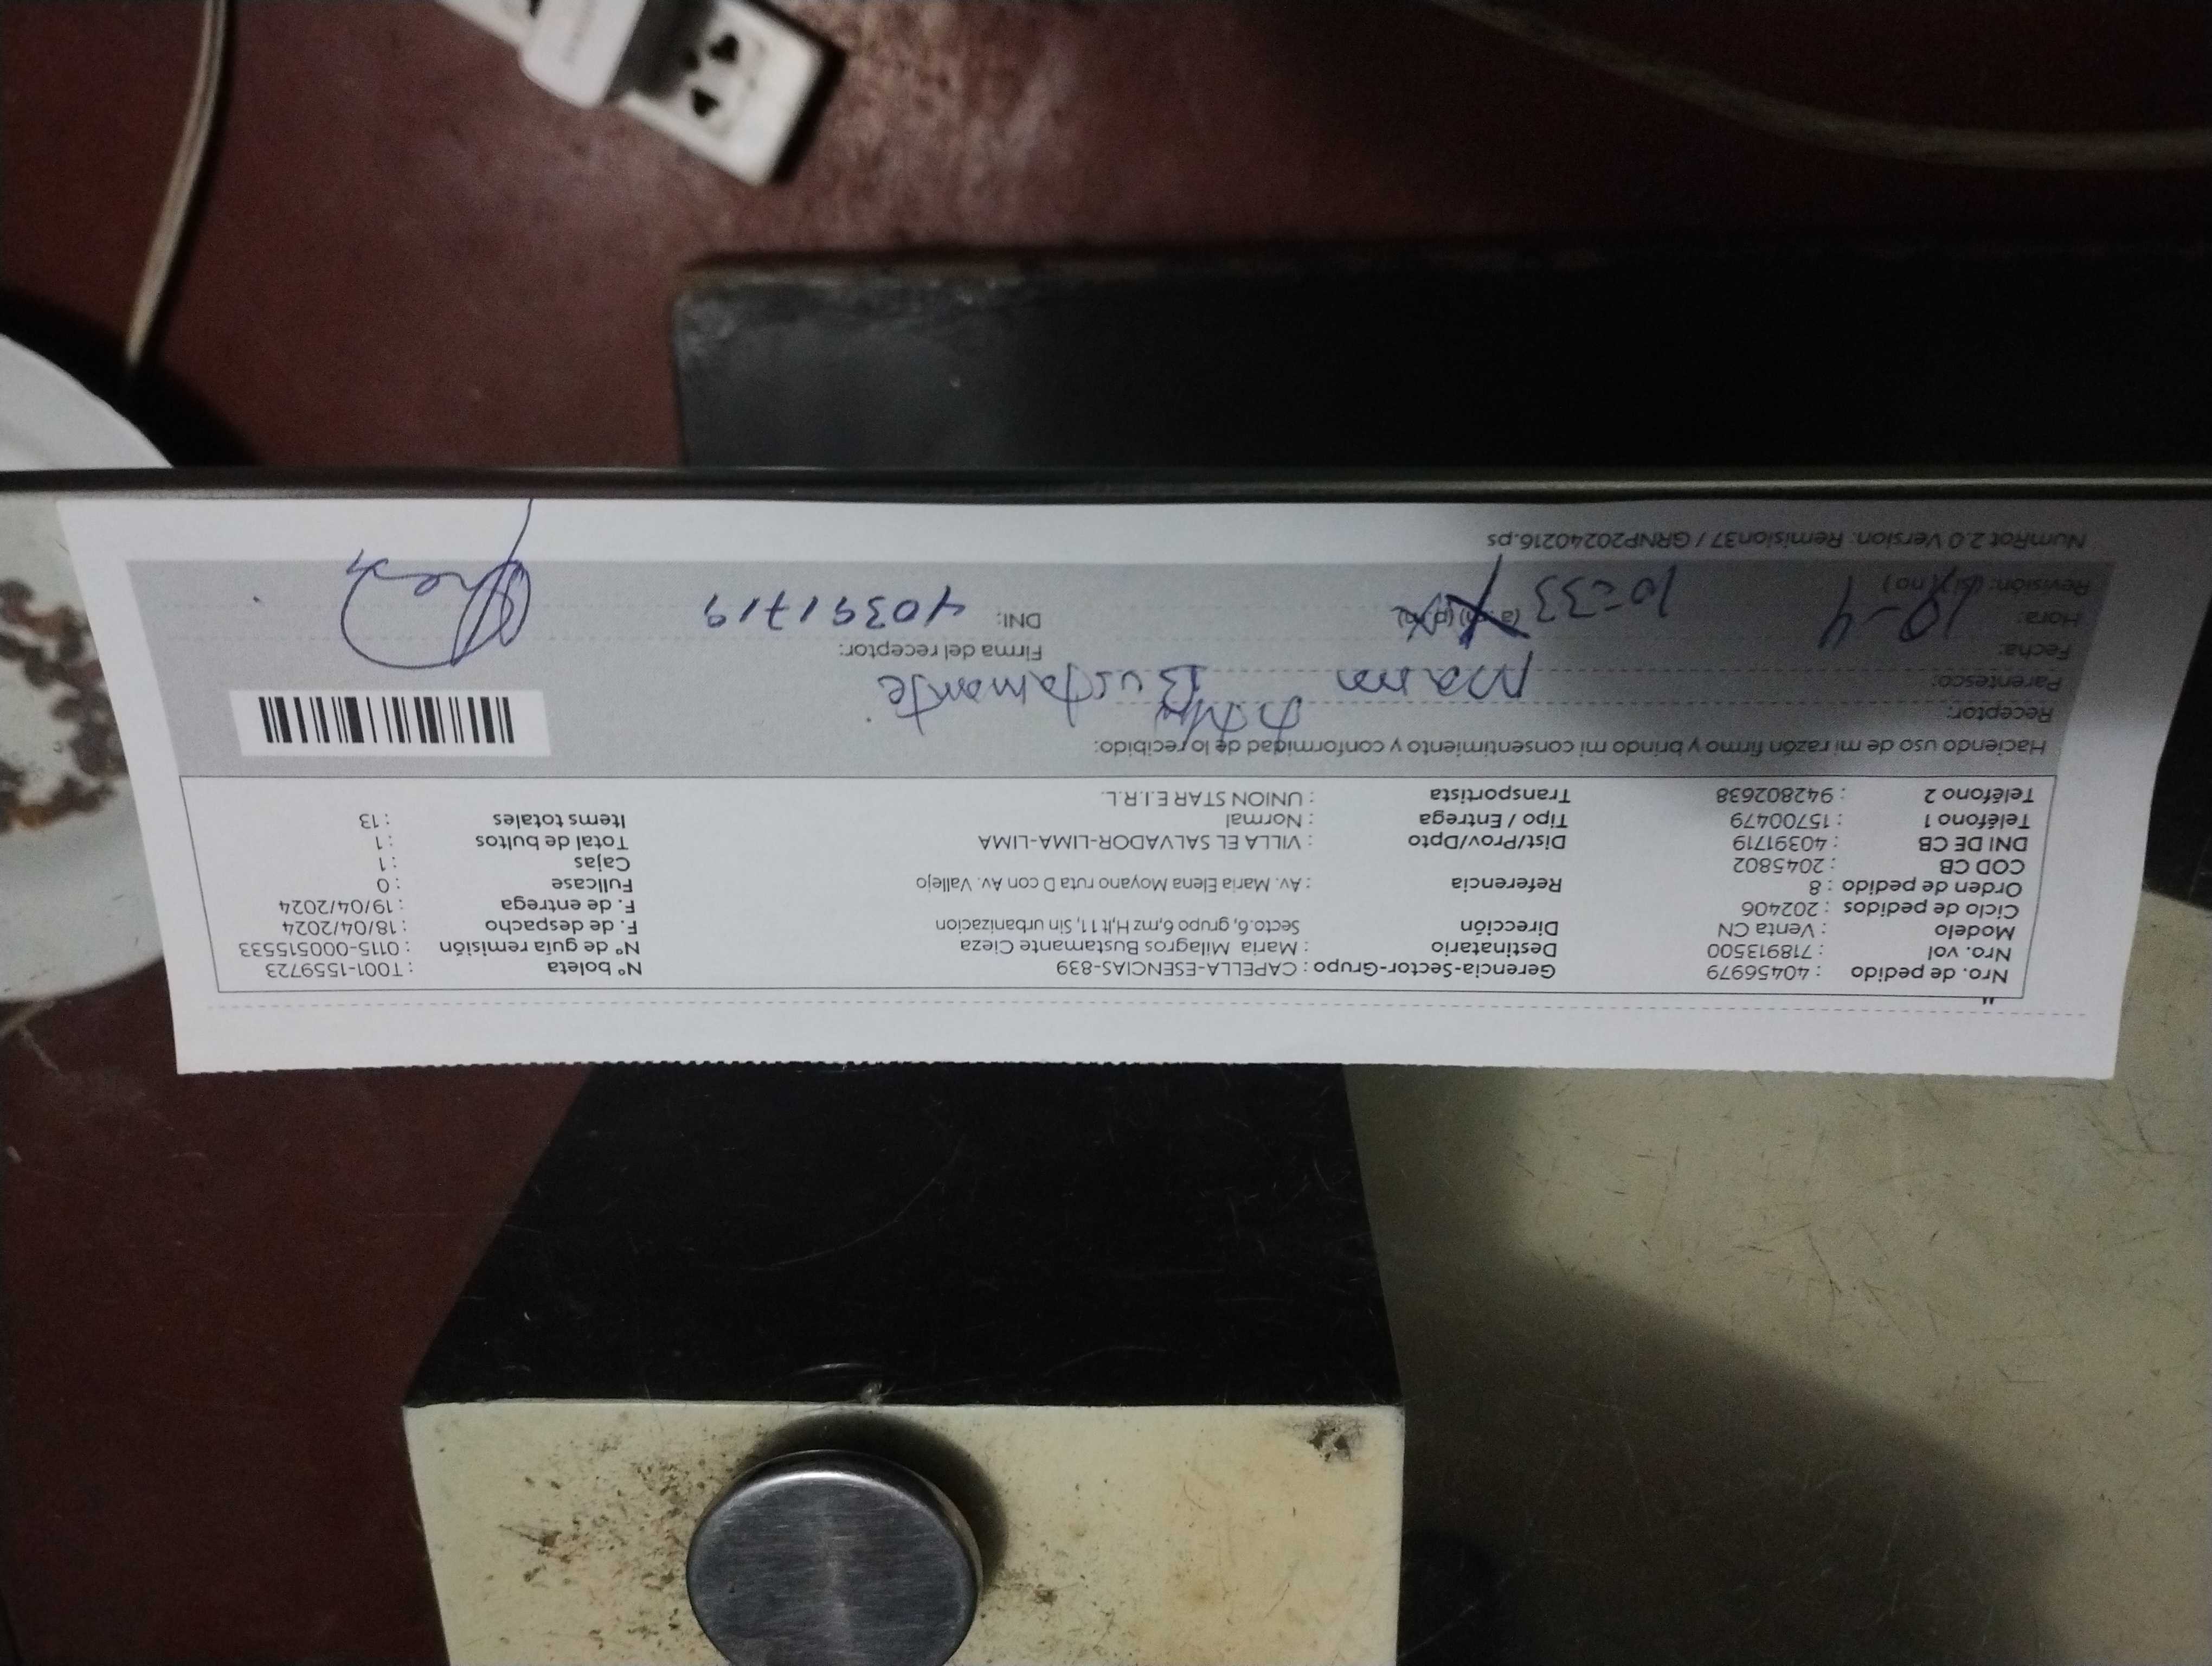 Nro. de pedido : 40456979 Gerencia-Sector-Grupo : CAPELLA-ESENCIAS-839 Nº boleta : T001-1559723
Nro. vol : 718913500 Destinatario : Maria Milagros Bustamante Cieza Nº de guía remisión : 0115-000515533
Modelo : Venta CN Dirección Secto.6, grupo 6,mz H,lt 11, Sin urbanizacion F. de despacho : 18/04/2024
Ciclo de pedidos : 202406 F. de entrega : 19/04/2024
Orden de pedido : 8 Referencia : Av. Maria Elena Moyano ruta D con Av. Vallejo Fullcase : 0
COD CB : 2045802 Cajas : 1
DNI DE CB : 40391719 Dist/Prov/Dpto : VILLA EL SALVADOR-LIMA-LIMA Total de bultos : 1
Teléfono 1 : 15700479 Tipo / Entrega : Normal Items totales : 13
Teléfono 2 : 942802638 Transportista : UNION STAR E.I.R.L.
Haciendo uso de mi razón firmo y brindo mi consentimiento y conformidad de lo recibido:
Receptor: Bustamante
Parentesco:
Fecha: Firma del receptor:
Hora: 10:33 (a.m) (p.m) DNI: 40391719
Revisión: (si) (no)
NumRot 2.0 Version: Remision37 / GRNP20240216.ps